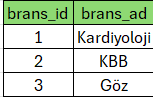 brans_id brans_ad
1 Kardiyoloji
2 KBB
3 Göz